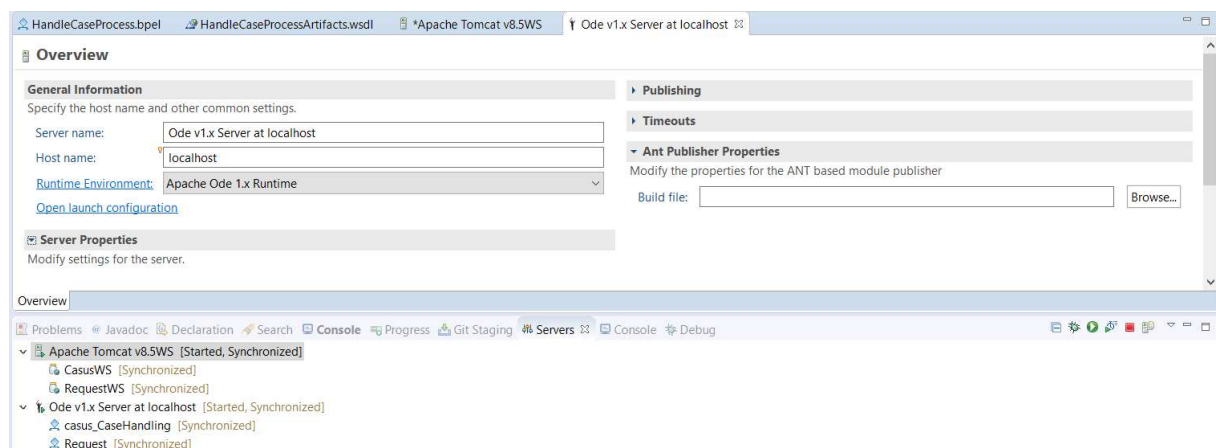 HandleCaseProcess.bpel HandleCaseProcessArtifacts.wsdl *Apache Tomcat v8.5WS Ode v1.x Server at localhost
Overview
General Information
Specify the host name and other common settings.
Server name: Ode v1.x Server at localhost
Host name: localhost
Runtime Environment: Apache Ode 1.x Runtime
Open launch configuration
Server Properties
Modify settings for the server.
Publishing
Timeouts
Ant Publisher Properties
Modify the properties for the ANT based module publisher
Build file: Browse...
Overview
Problems @ Javadoc Declaration Search Console Progress Git Staging Servers Console Debug
Apache Tomcat v8.5WS [Started, Synchronized]
CasusWS [Synchronized]
RequestWS [Synchronized]
Ode v1.x Server at localhost [Started, Synchronized]
casus_CaseHandling [Synchronized]
Request [Synchronized]